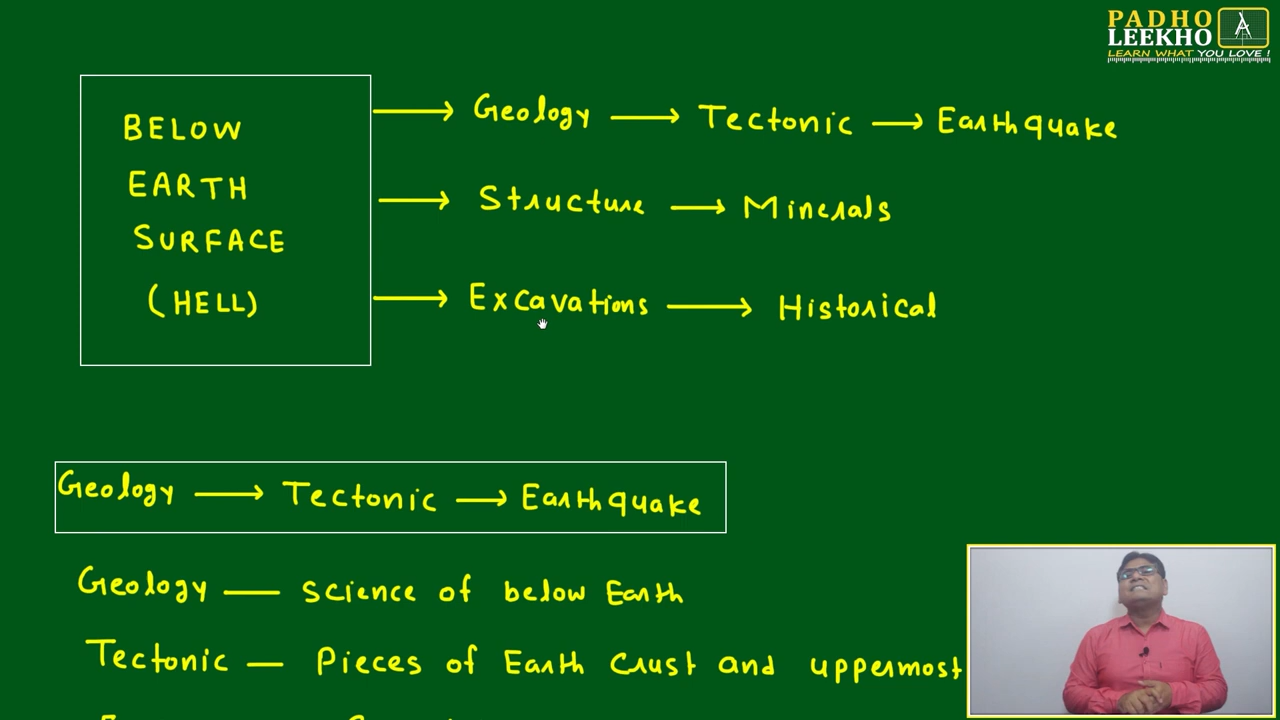 PADHO
LEEKHO
LEARN WHAT YOU LOVE !
BELOW
EARTH
SURFACE
(HELL)
→ Geology → Tectonic → Earthquake
→ Structure → Minerals
→ Excavations → Historical
Geology → Tectonic → Earthquake
Geology — Science of below Earth
Tectonic — Pieces of Earth Crust and uppermost